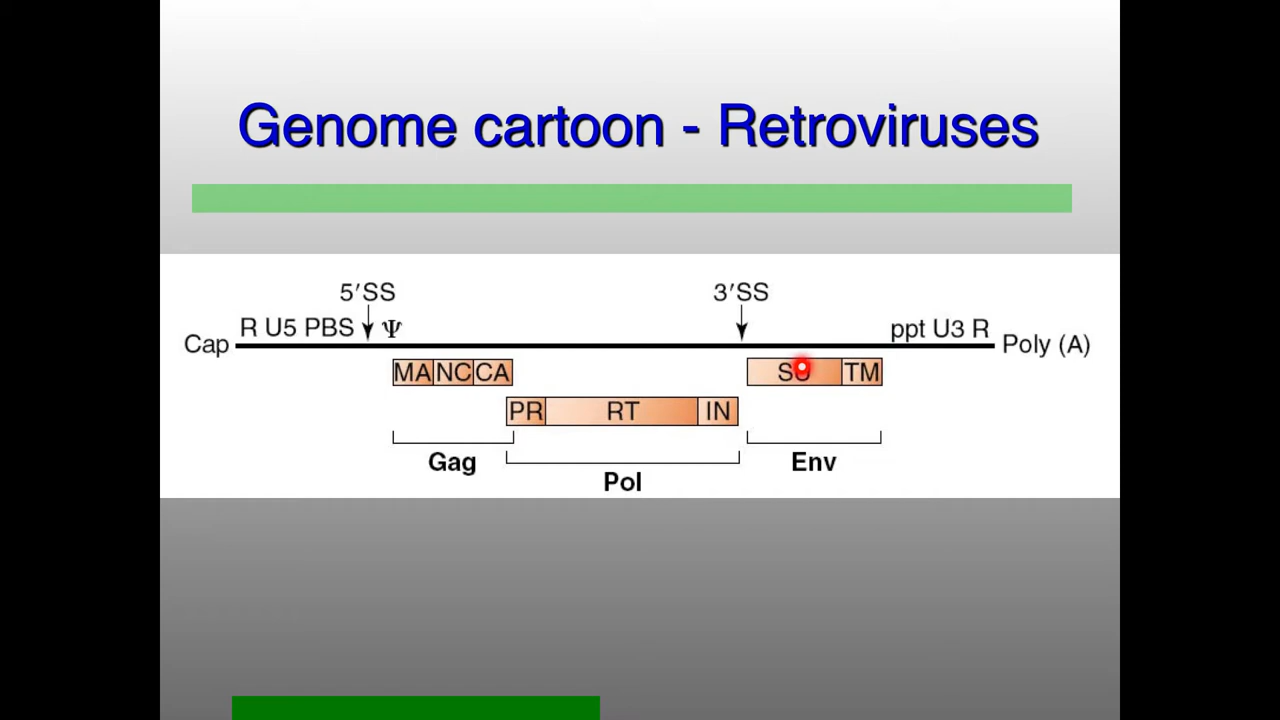 Genome cartoon - Retroviruses
5′SS 3′SS
R U5 PBS Ψ ppt U3 R
Cap Poly (A)
MA NC CA SU TM
PR RT IN
Gag Env
Pol